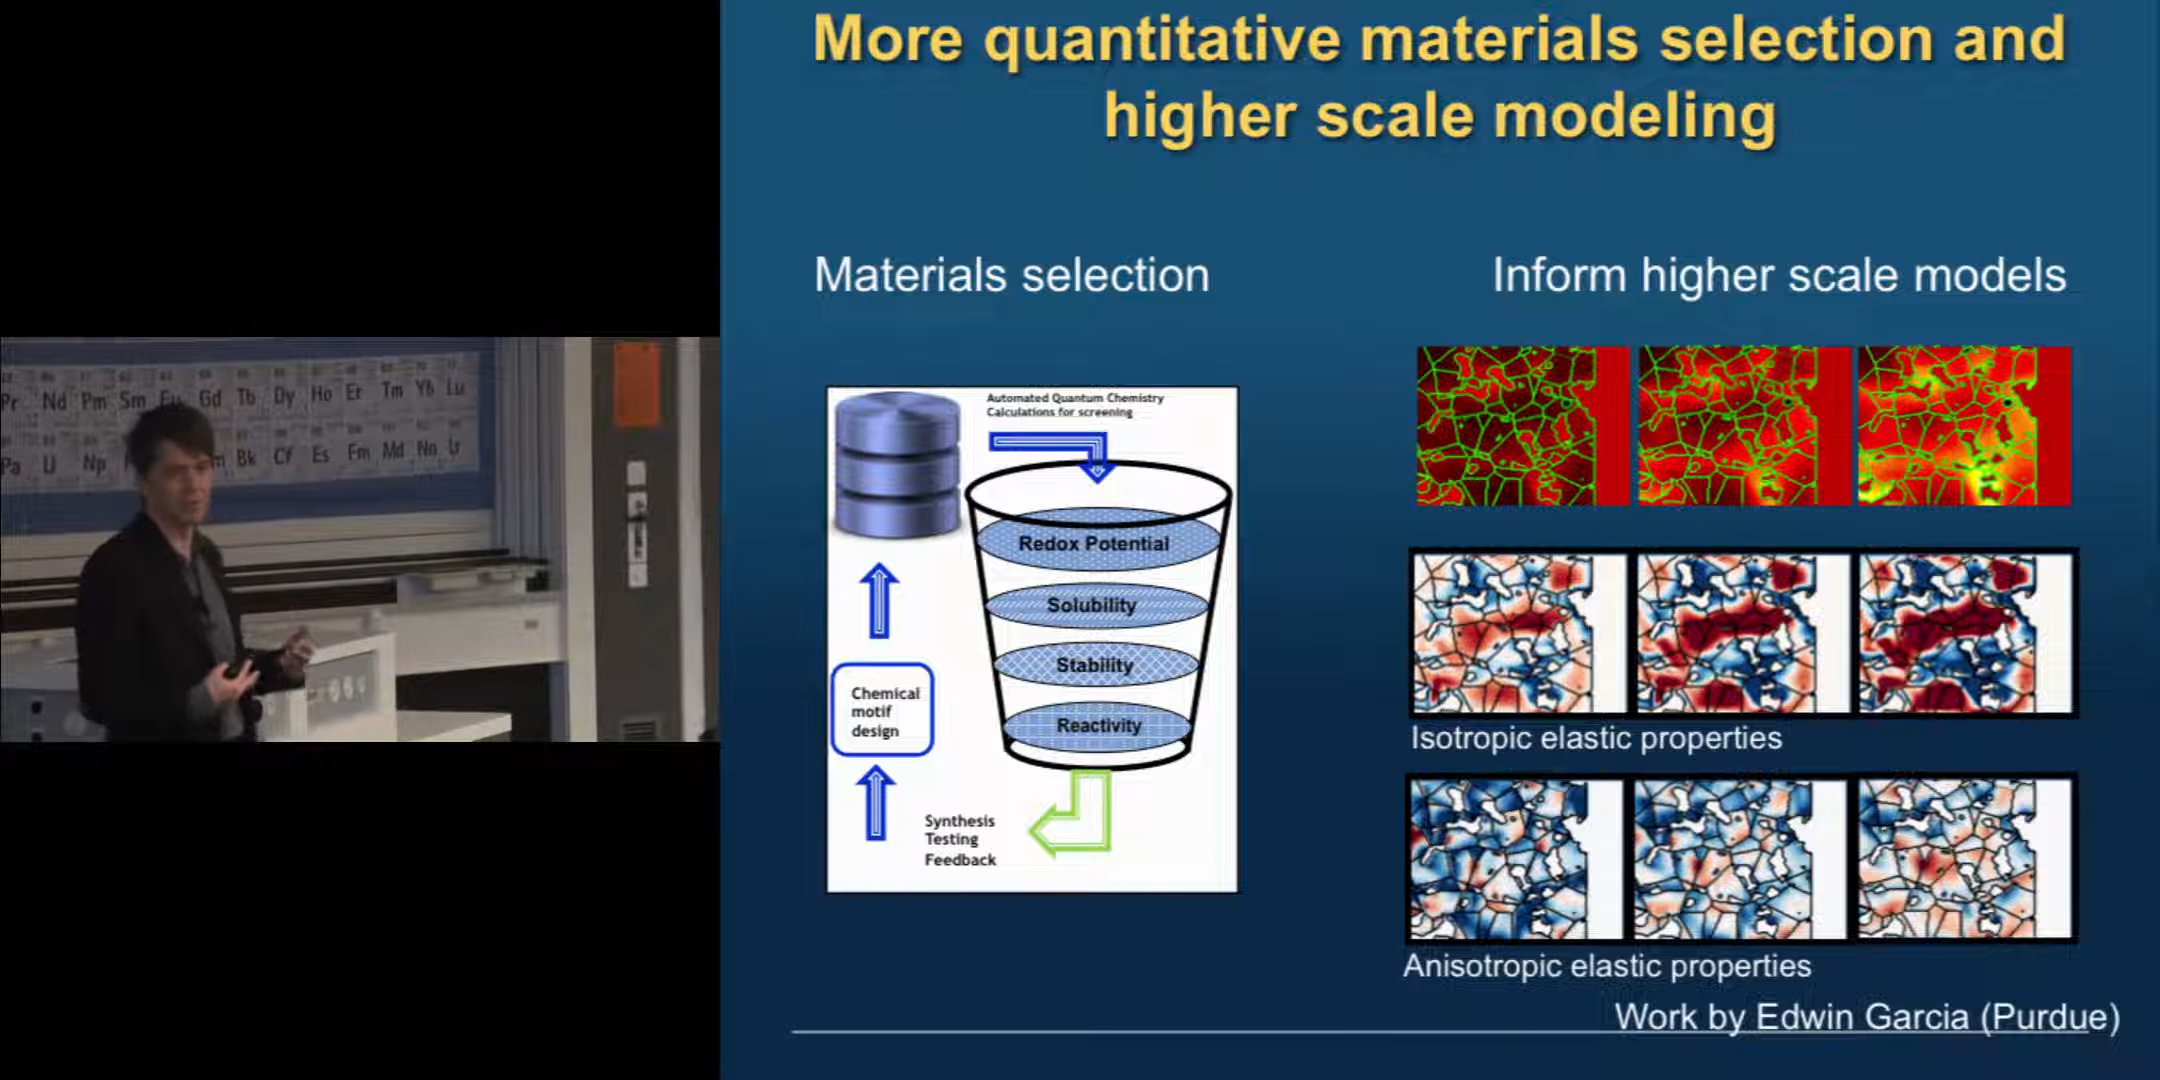 More quantitative materials selection and
higher scale modeling
Materials selection
Inform higher scale models
Automated Quantum Chemistry
Calculations for screening
Redox Potential
Solubility
Stability
Reactivity
Chemical
motif
design
Synthesis
Testing
Feedback
Isotropic elastic properties
Anisotropic elastic properties
Work by Edwin Garcia (Purdue)
Pr Nd Pm Sm Eu Gd Tb Dy Ho Er Tm Yb Lu
Pa U Np Bk Cf Es Fm Md No Lr